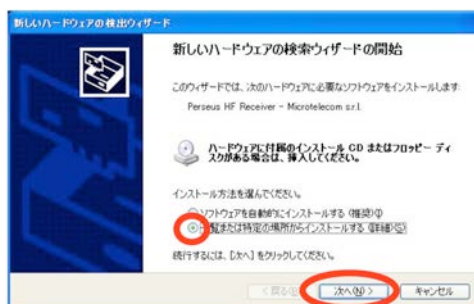 新しいハードウェアの検出ウィザード
新しいハードウェアの検索ウィザードの開始
このウィザードでは、次のハードウェアに必要なソフトウェアをインストールします:
Perseus HF Receiver - Microtelecom s.r.l.
ハードウェアに付属のインストール CD またはフロッピー ディ
スクがある場合は、挿入してください。
インストール方法を選んでください。
ソフトウェアを自動的にインストールする (推奨)(I)
一覧または特定の場所からインストールする (詳細)(S)
続行するには、[次へ] をクリックしてください。
< 戻る(B)
次へ(N) >
キャンセル